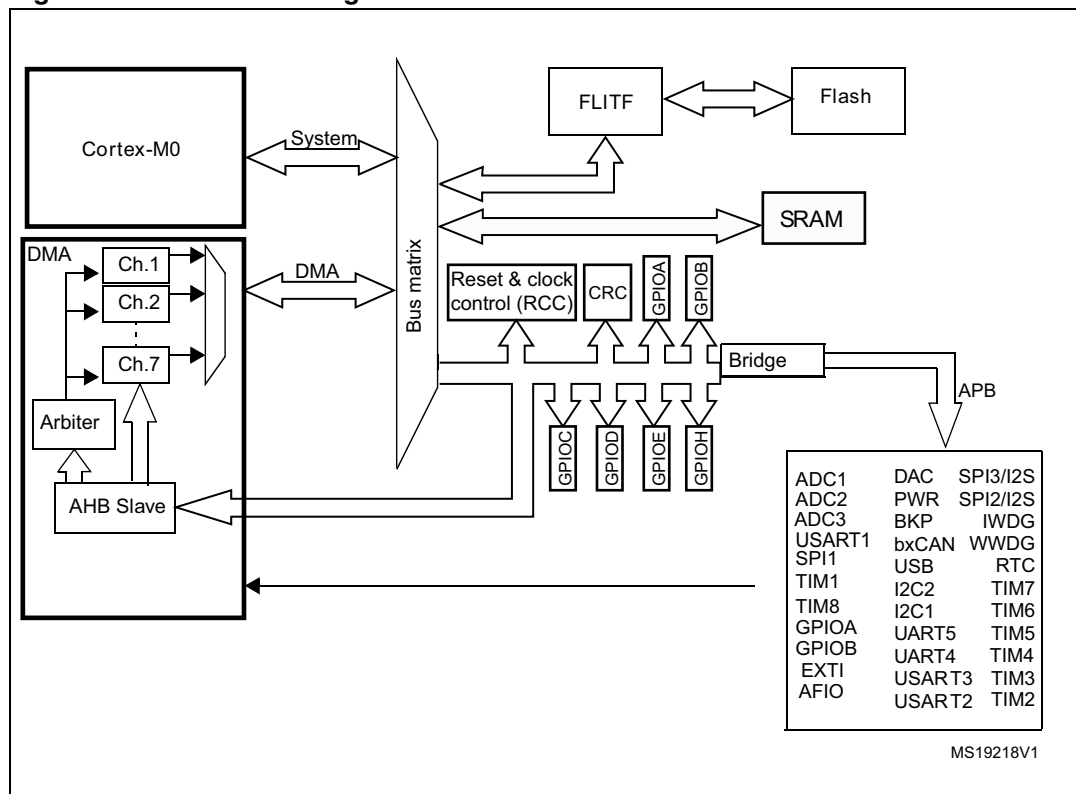 FLITF
Flash
Cortex-M0
System
SRAM
DMA
Ch.1
Ch.2
Ch.7
Arbiter
AHB Slave
DMA
Bus matrix
Reset & clock
control (RCC)
CRC
GPIOA
GPIOB
Bridge
APB
GPIOC
GPIOD
GPIOE
GPIOH
ADC1
ADC2
ADC3
USART1
SPI1
TIM1
TIM8
GPIOA
GPIOB
EXTI
AFIO
DAC
PWR
BKP
bxCAN
USB
I2C2
I2C1
UART5
UART4
USART3
USART2
SPI3/I2S
SPI2/I2S
IWDG
WWDG
RTC
TIM7
TIM6
TIM5
TIM4
TIM3
TIM2
MS19218V1